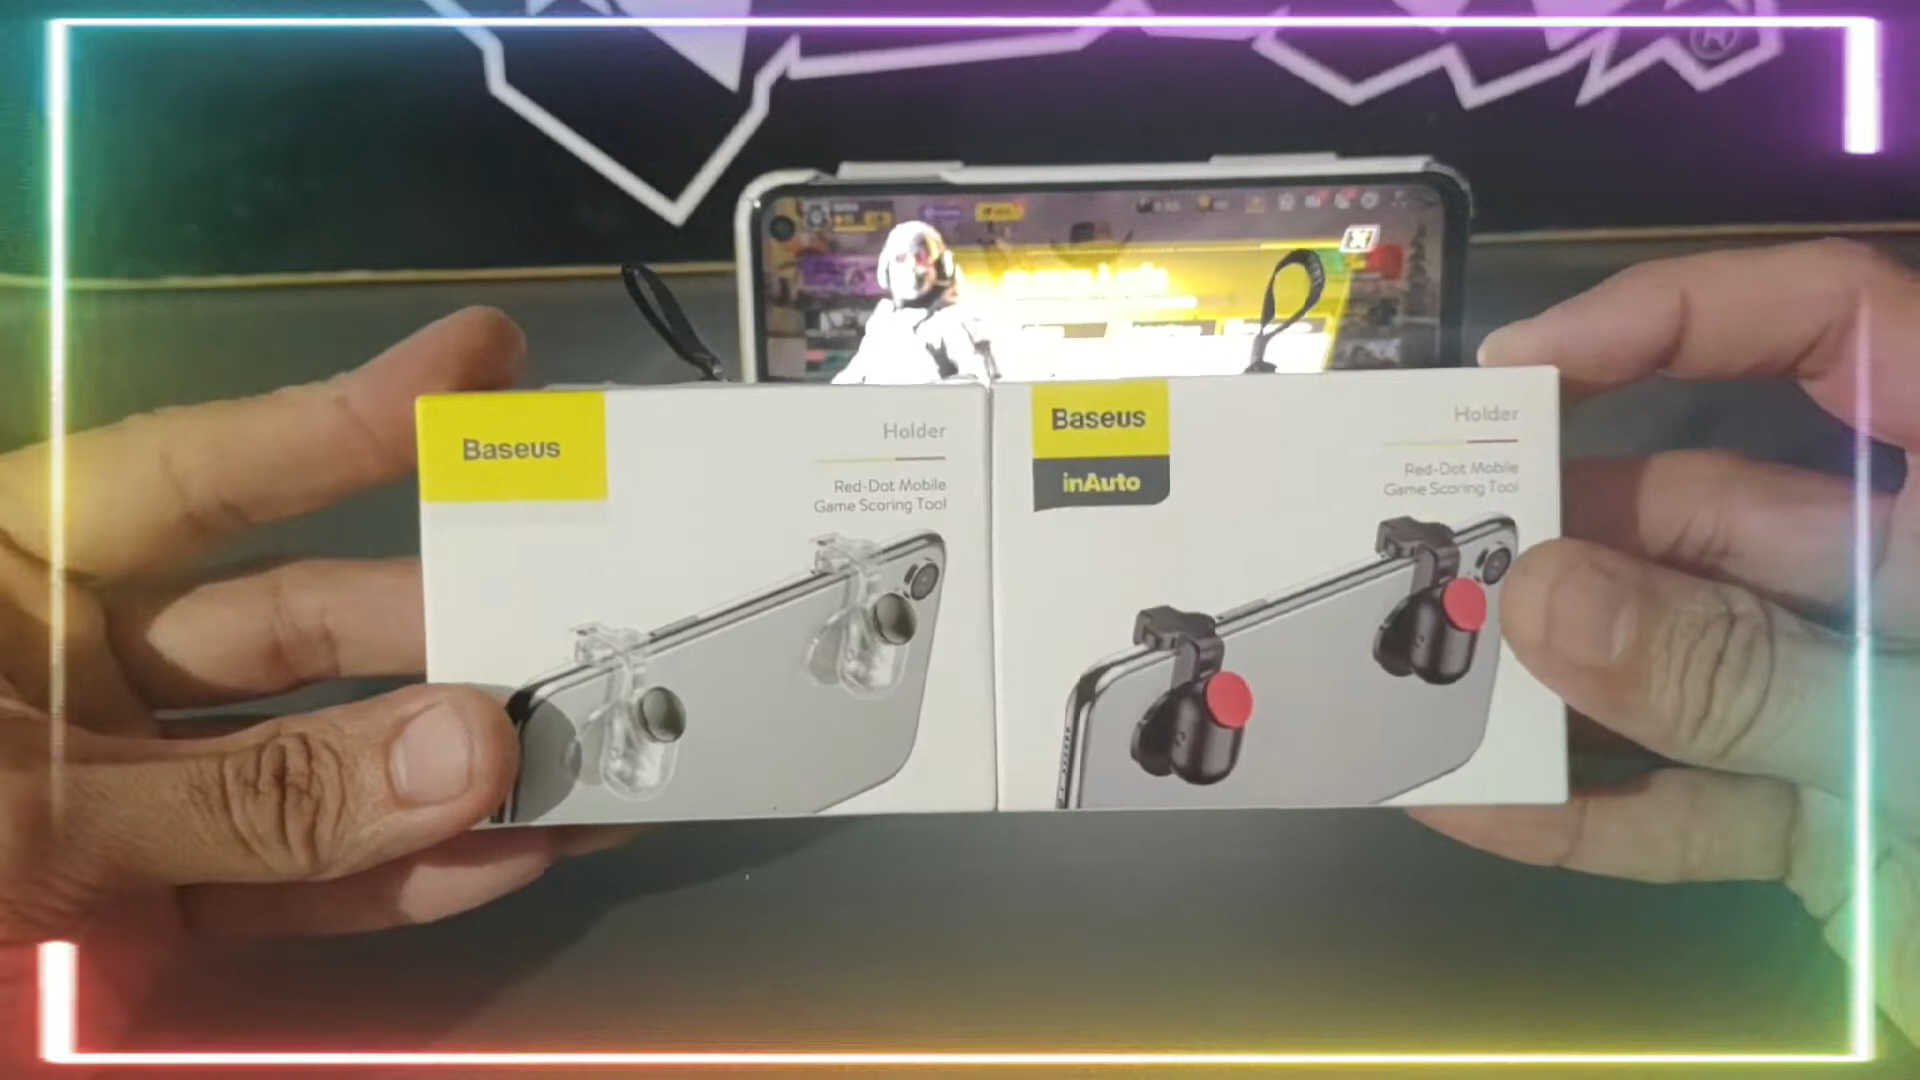 Baseus
Holder
Red-Dot Mobile
Game Scoring Tool
Baseus
inAuto
Holder
Red-Dot Mobile
Game Scoring Tool